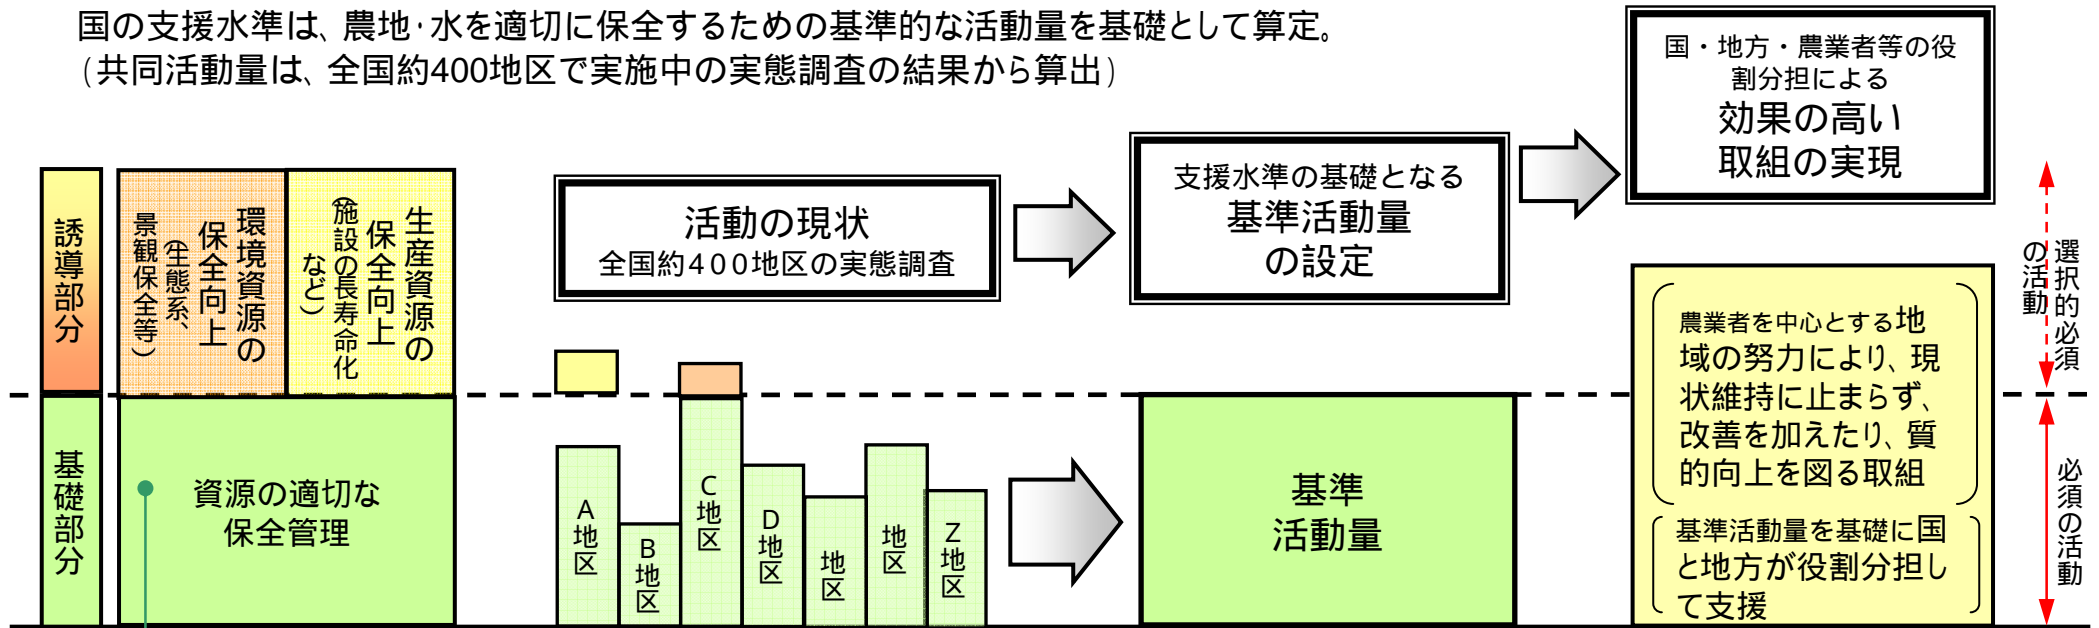 国の支援水準は、農地・水を適切に保全するための基準的な活動量を基礎として算定。
(共同活動量は、全国約400地区で実施中の実態調査の結果から算出)
国・地方・農業者等の役
割分担による
効果の高い
取組の実現
支援水準の基礎となる
基準活動量
の設定
活動の現状
全国約400地区の実態調査
誘導部分
環境資源の
保全向上
(生態系、
景観保全等)
生産資源の
保全向上
(施設の長寿命化
など)
選択的必須
の活動
農業者を中心とする地
域の努力により、現
状維持に止まらず、
改善を加えたり、質
的向上を図る取組
基礎部分
資源の適切な
保全管理
A地区
B地区
C地区
D地区
地区
地区
Z地区
基準
活動量
基準活動量を基礎に国
と地方が役割分担し
て支援
必須の活動